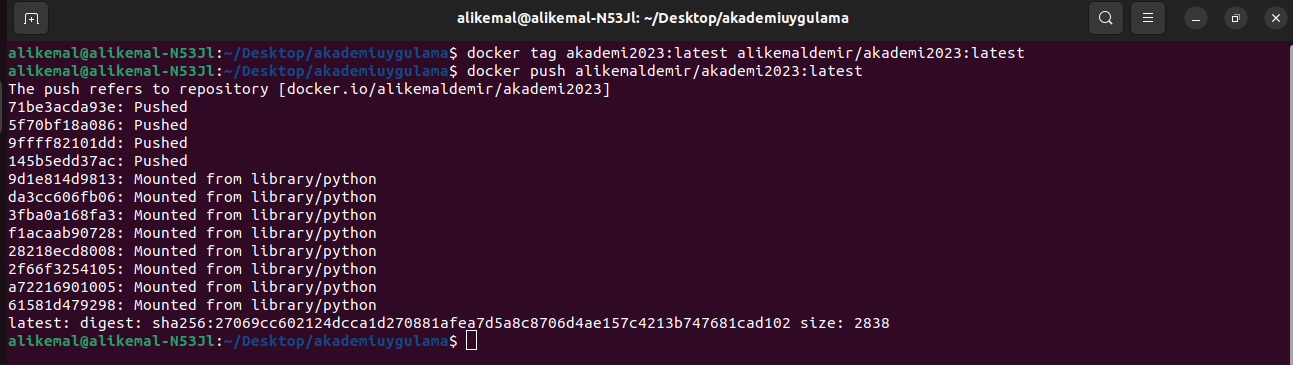 alikemal@alikemal-N53Jl: ~/Desktop/akademiuygulama
alikemal@alikemal-N53Jl:~/Desktop/akademiuygulama$ docker tag akademi2023:latest alikemaldemir/akademi2023:latest
alikemal@alikemal-N53Jl:~/Desktop/akademiuygulama$ docker push alikemaldemir/akademi2023:latest
The push refers to repository [docker.io/alikemaldemir/akademi2023]
71be3acda93e: Pushed
5f70bf18a086: Pushed
9ffff82101dd: Pushed
145b5edd37ac: Pushed
9d1e814d9813: Mounted from library/python
da3cc606fb06: Mounted from library/python
3fba0a168fa3: Mounted from library/python
f1acaab90728: Mounted from library/python
28218ecd8008: Mounted from library/python
2f66f3254105: Mounted from library/python
a72216901005: Mounted from library/python
61581d479298: Mounted from library/python
latest: digest: sha256:27069cc602124dcca1d270881afea7d5a8c8706d4ae157c4213b747681cad102 size: 2838
alikemal@alikemal-N53Jl:~/Desktop/akademiuygulama$